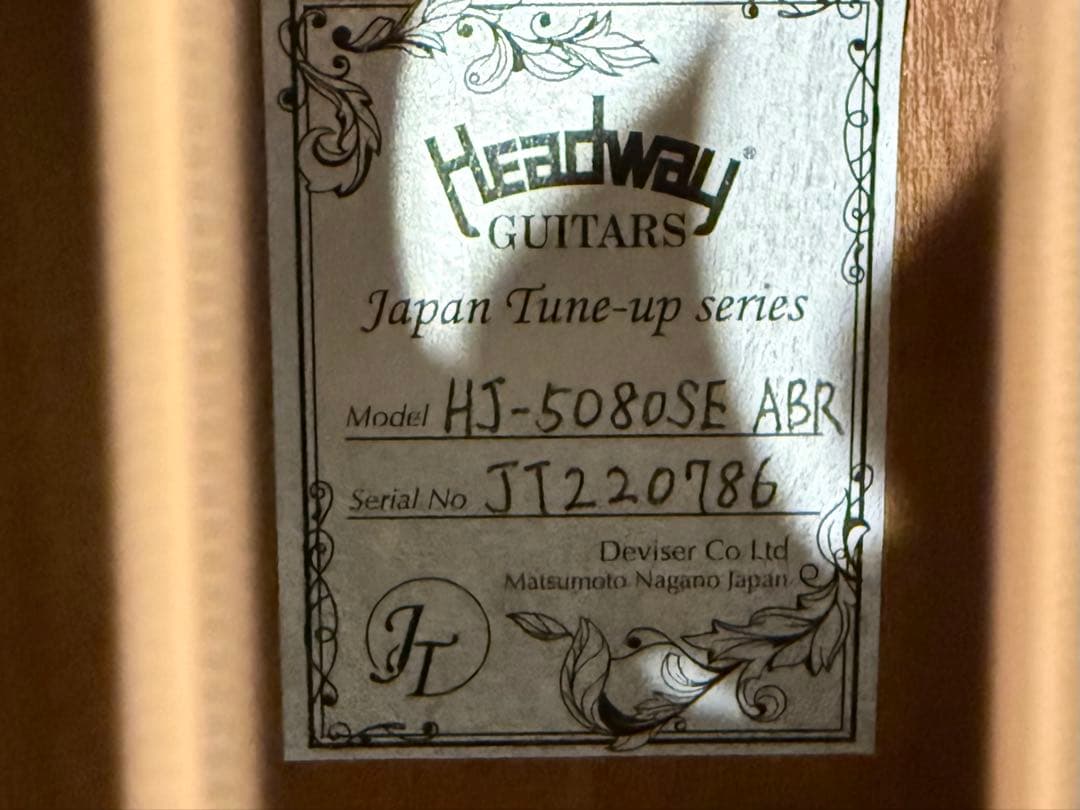 Headway®
GUITARS
Japan Tune-up series
Model HJ-5080SE ABR
Serial No JT220786
Deviser Co Ltd
Matsumoto Nagano Japan
JT